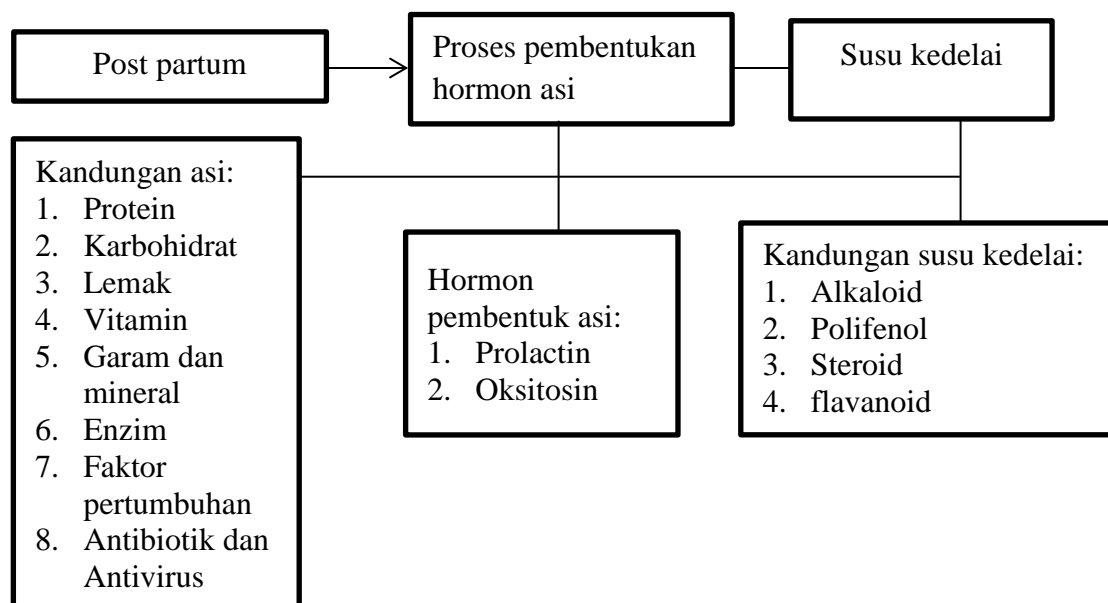 Post partum
Proses pembentukan
hormon asi
Susu kedelai
Kandungan asi:
1. Protein
2. Karbohidrat
3. Lemak
4. Vitamin
5. Garam dan
mineral
6. Enzim
7. Faktor
pertumbuhan
8. Antibiotik dan
Antivirus
Hormon
pembentuk asi:
1. Prolactin
2. Oksitosin
Kandungan susu kedelai:
1. Alkaloid
2. Polifenol
3. Steroid
4. flavanoid